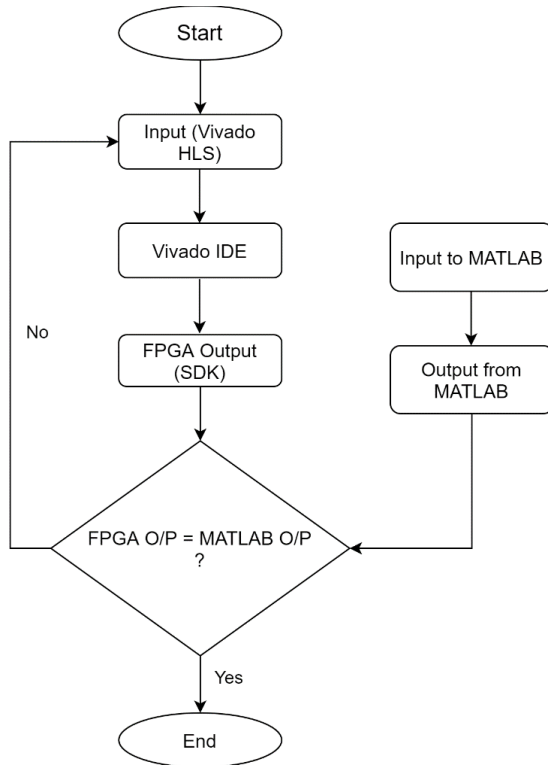 Start
Input (Vivado
HLS)
Vivado IDE
Input to MATLAB
No
FPGA Output
(SDK)
Output from
MATLAB
FPGA O/P = MATLAB O/P
?
Yes
End